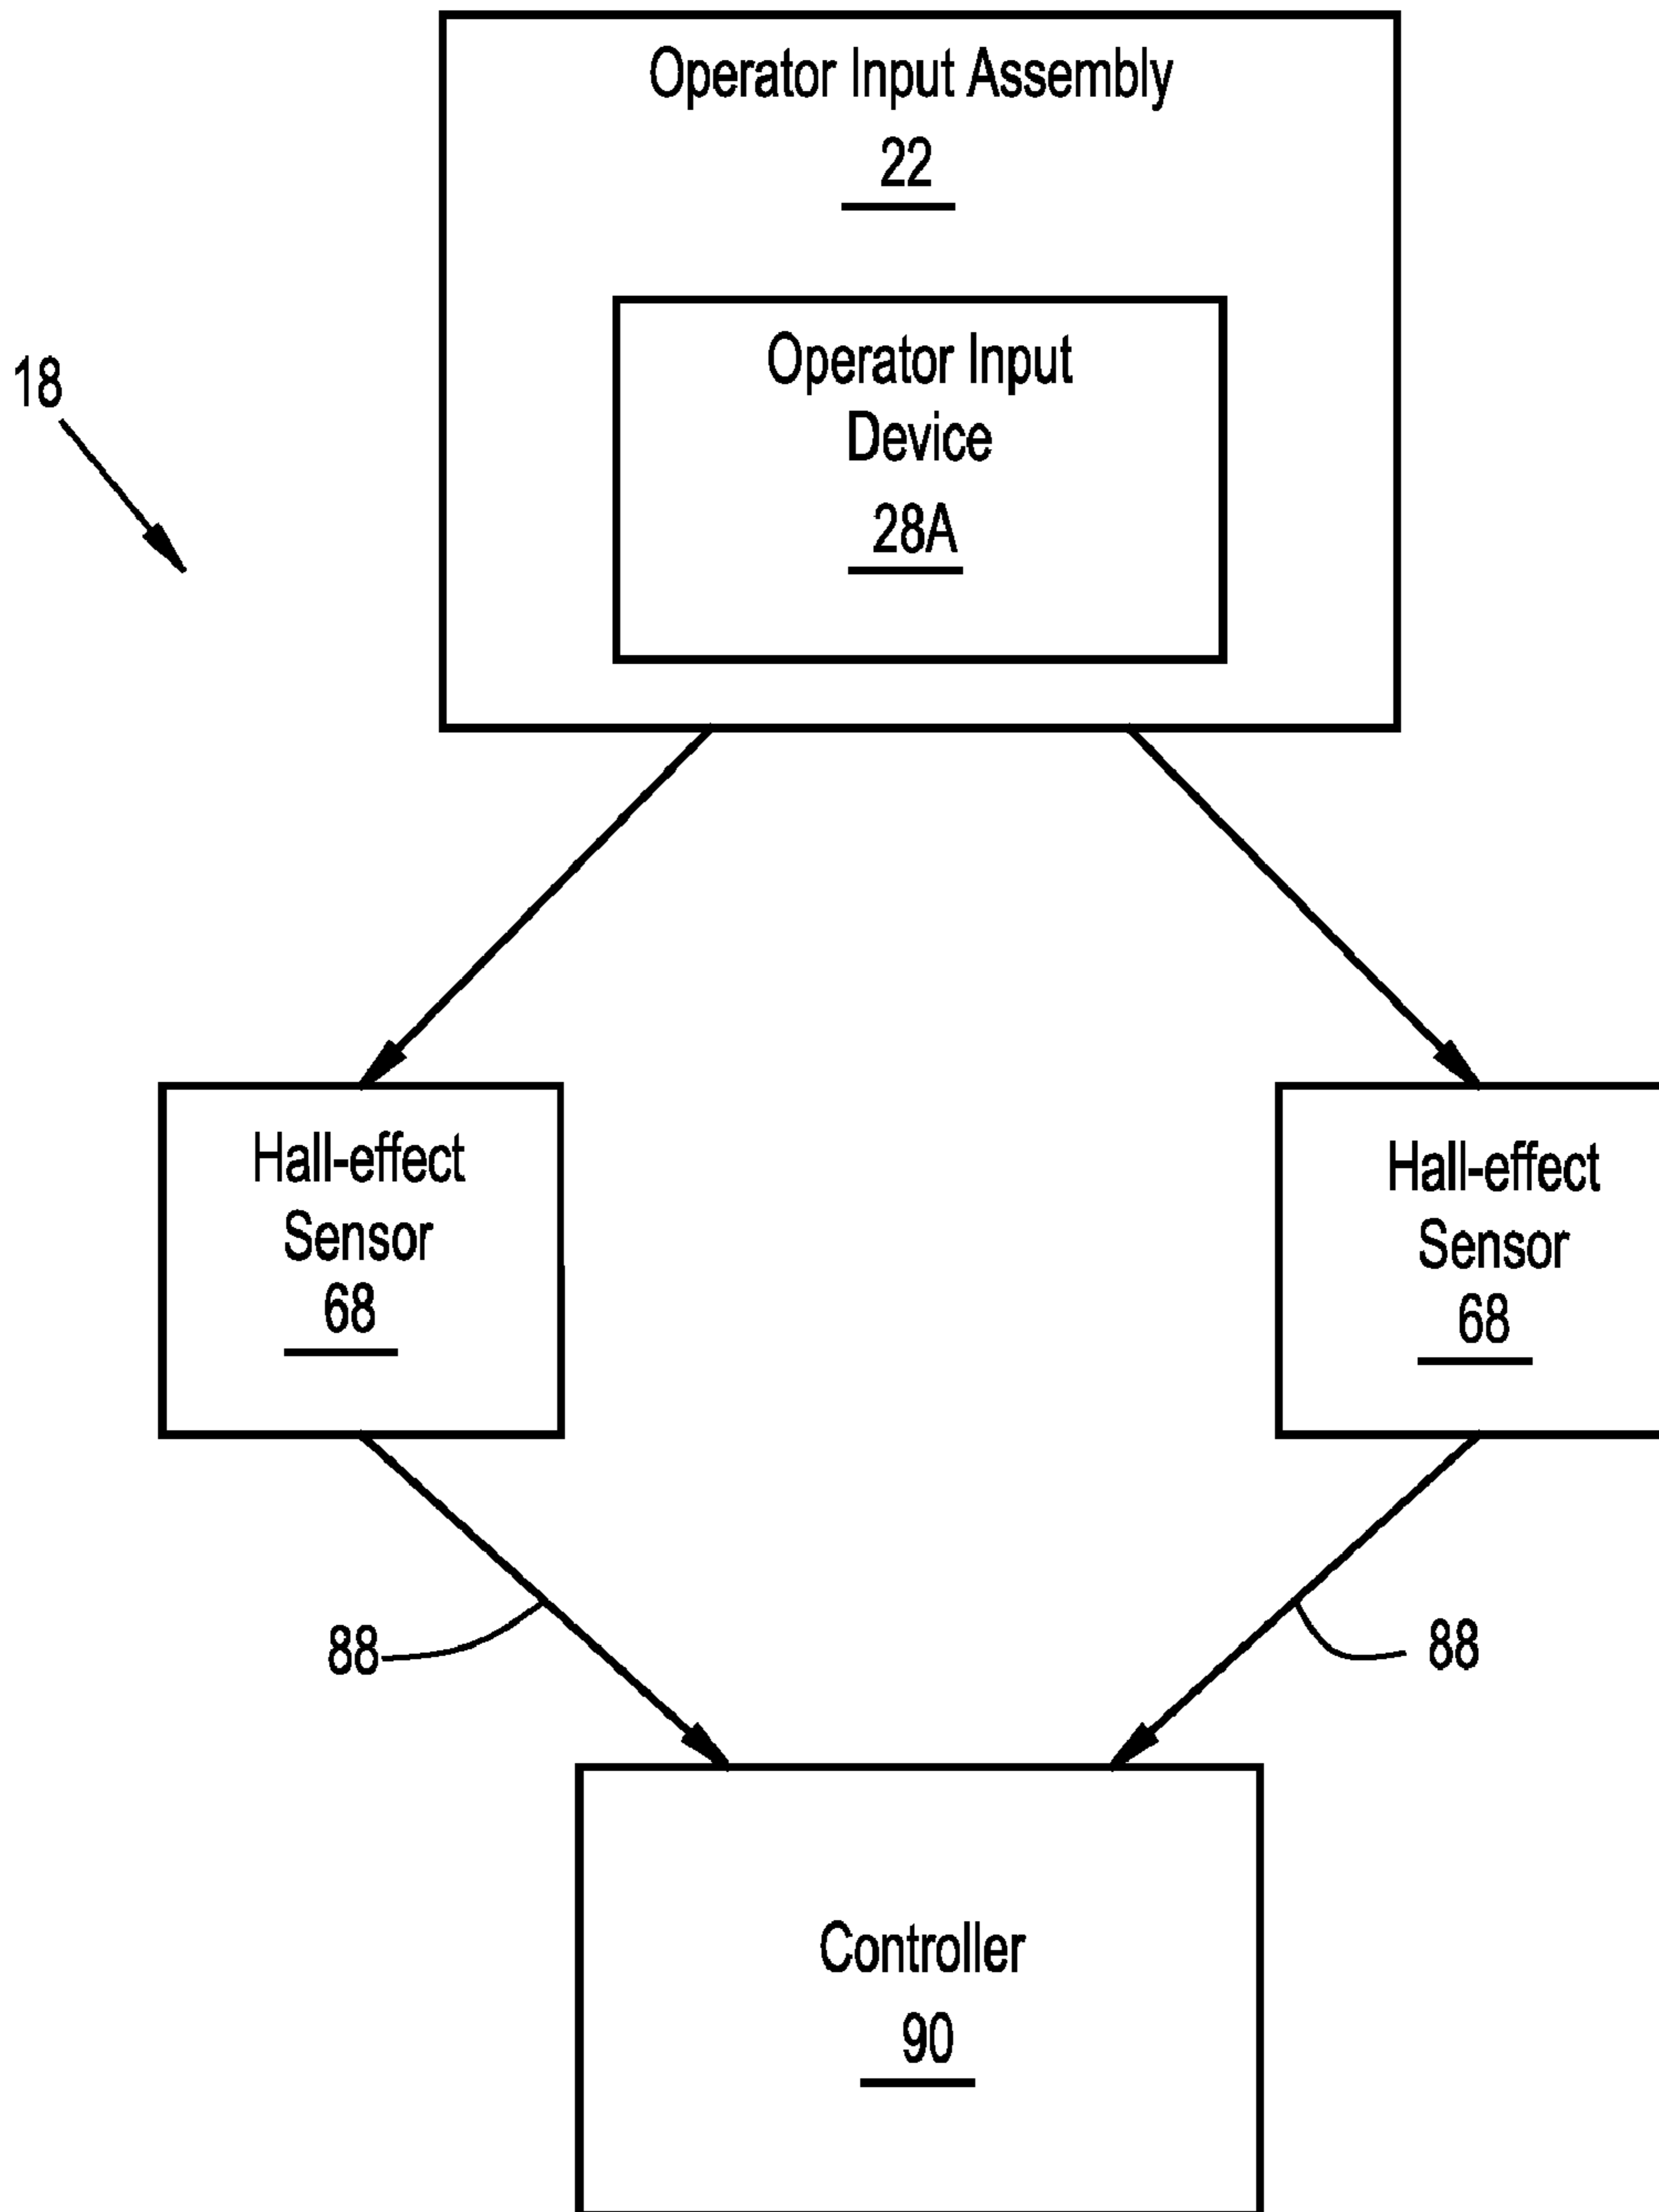 Operator Input Assembly
22
Operator Input
Device
28A
18
Hall-effect
Sensor
68
Hall-effect
Sensor
68
88
88
Controller
90